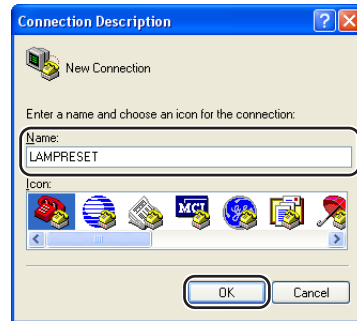 Connection Description
New Connection
Enter a name and choose an icon for the connection:
Name:
LAMPRESET
Icon:
MCI
OK
Cancel